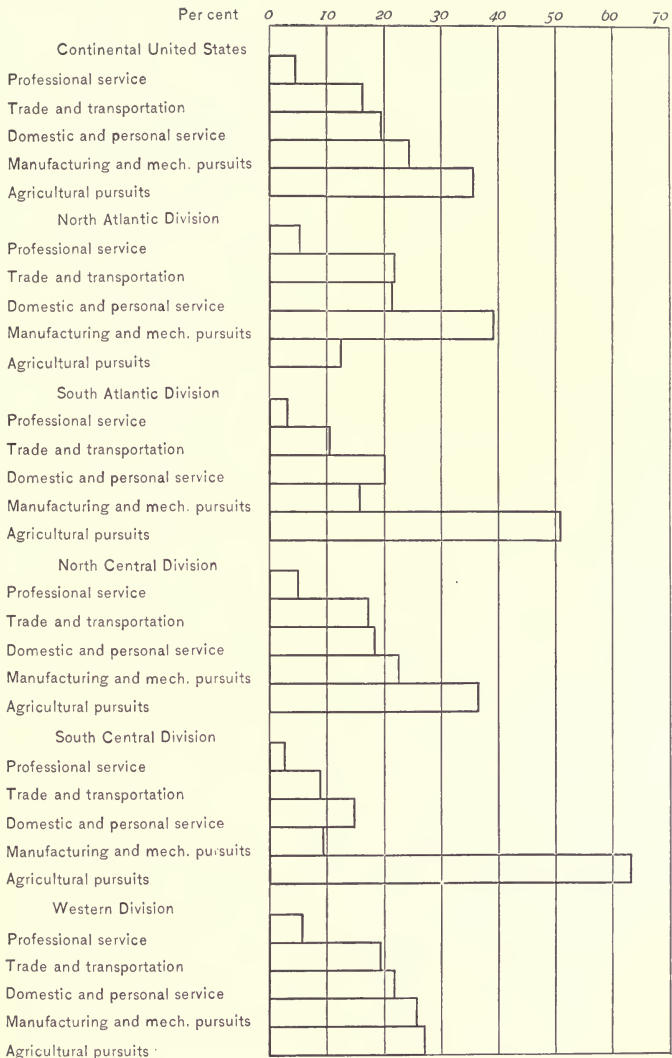 Per cent 0 10 20 30 40 50 60 70
Continental United States
Professional service
Trade and transportation
Domestic and personal service
Manufacturing and mech. pursuits
Agricultural pursuits
North Atlantic Division
Professional service
Trade and transportation
Domestic and personal service
Manufacturing and mech. pursuits
Agricultural pursuits
South Atlantic Division
Professional service
Trade and transportation
Domestic and personal service
Manufacturing and mech. pursuits
Agricultural pursuits
North Central Division
Professional service
Trade and transportation
Domestic and personal service
Manufacturing and mech. pursuits
Agricultural pursuits
South Central Division
Professional service
Trade and transportation
Domestic and personal service
Manufacturing and mech. pursuits
Agricultural pursuits
Western Division
Professional service
Trade and transportation
Domestic and personal service
Manufacturing and mech. pursuits
Agricultural pursuits